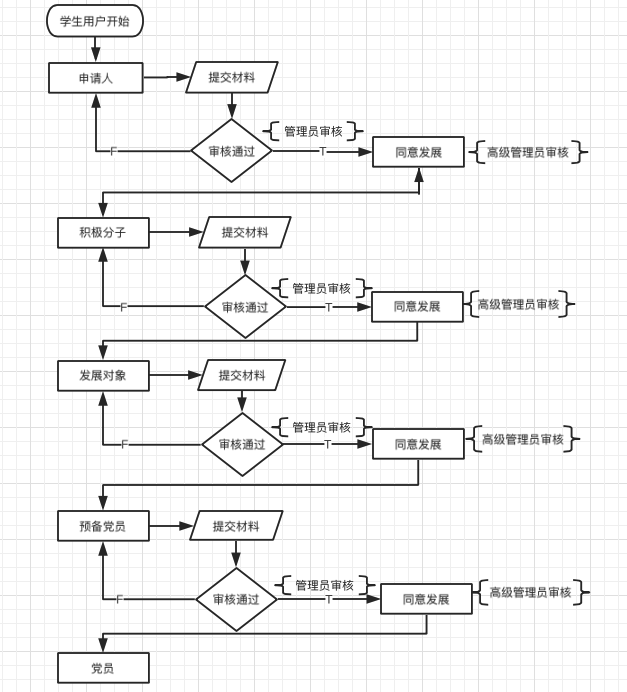 学生用户开始
申请人
提交材料
管理员审核
F
审核通过
T
同意发展
高级管理员审核
积极分子
提交材料
管理员审核
F
审核通过
T
同意发展
高级管理员审核
发展对象
提交材料
管理员审核
F
审核通过
T
同意发展
高级管理员审核
预备党员
提交材料
管理员审核
F
审核通过
T
同意发展
高级管理员审核
党员